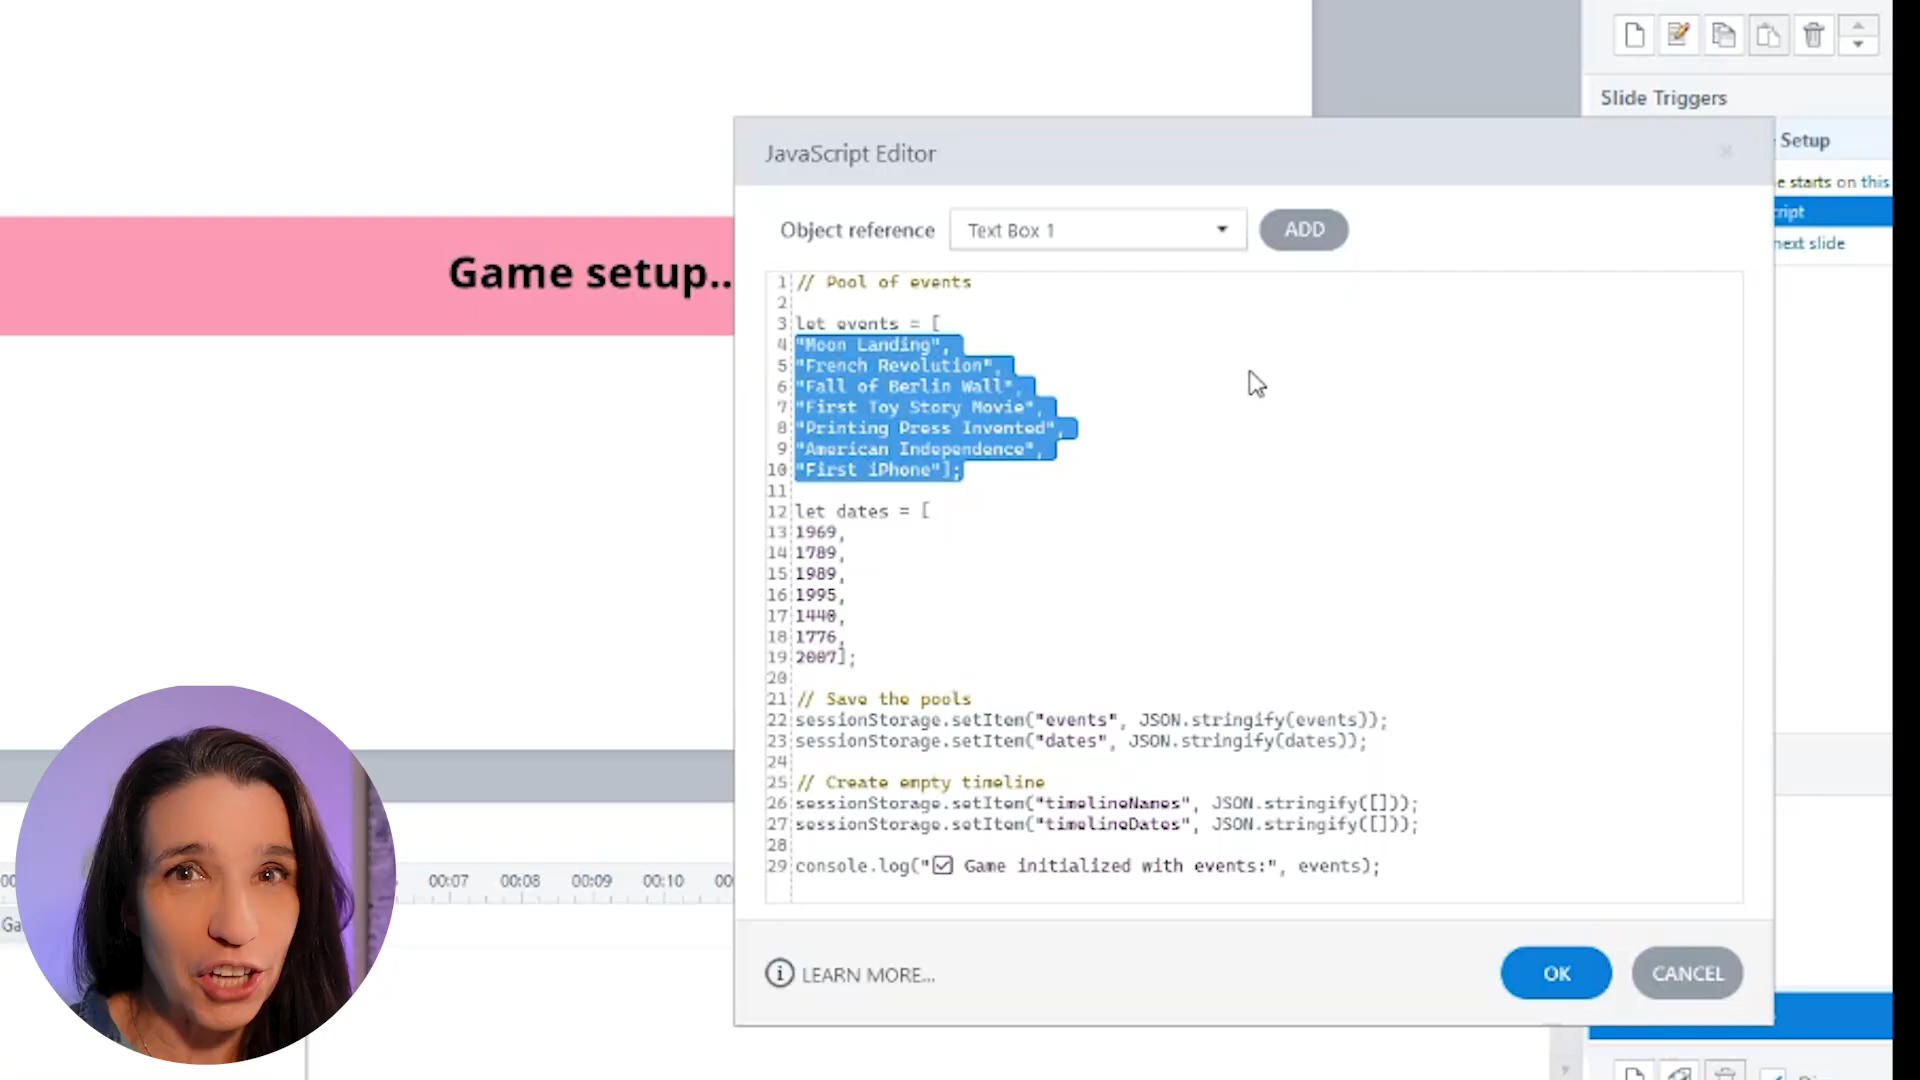 Slide Triggers
Setup
e starts on this
cript
next slide
JavaScript Editor
Object reference
Text Box 1
ADD
Game setup..
1 // Pool of events
2
3 let events = [
4 "Moon Landing",
5 "French Revolution",
6 "Fall of Berlin Wall",
7 "First Toy Story Movie",
8 "Printing Press Invented",
9 "American Independence",
10 "First iPhone"];
11
12 let dates = [
13 1969,
14 1789,
15 1989,
16 1995,
17 1440,
18 1776,
19 2007];
20
21 // Save the pools
22 sessionStorage.setItem("events", JSON.stringify(events));
23 sessionStorage.setItem("dates", JSON.stringify(dates));
24
25 // Create empty timeline
26 sessionStorage.setItem("timelineNames", JSON.stringify([]));
27 sessionStorage.setItem("timelineDates", JSON.stringify([]));
28
29 console.log("☑ Game initialized with events:", events);
00:07 00:08 00:09 00:10 00
Ga
LEARN MORE...
OK
CANCEL